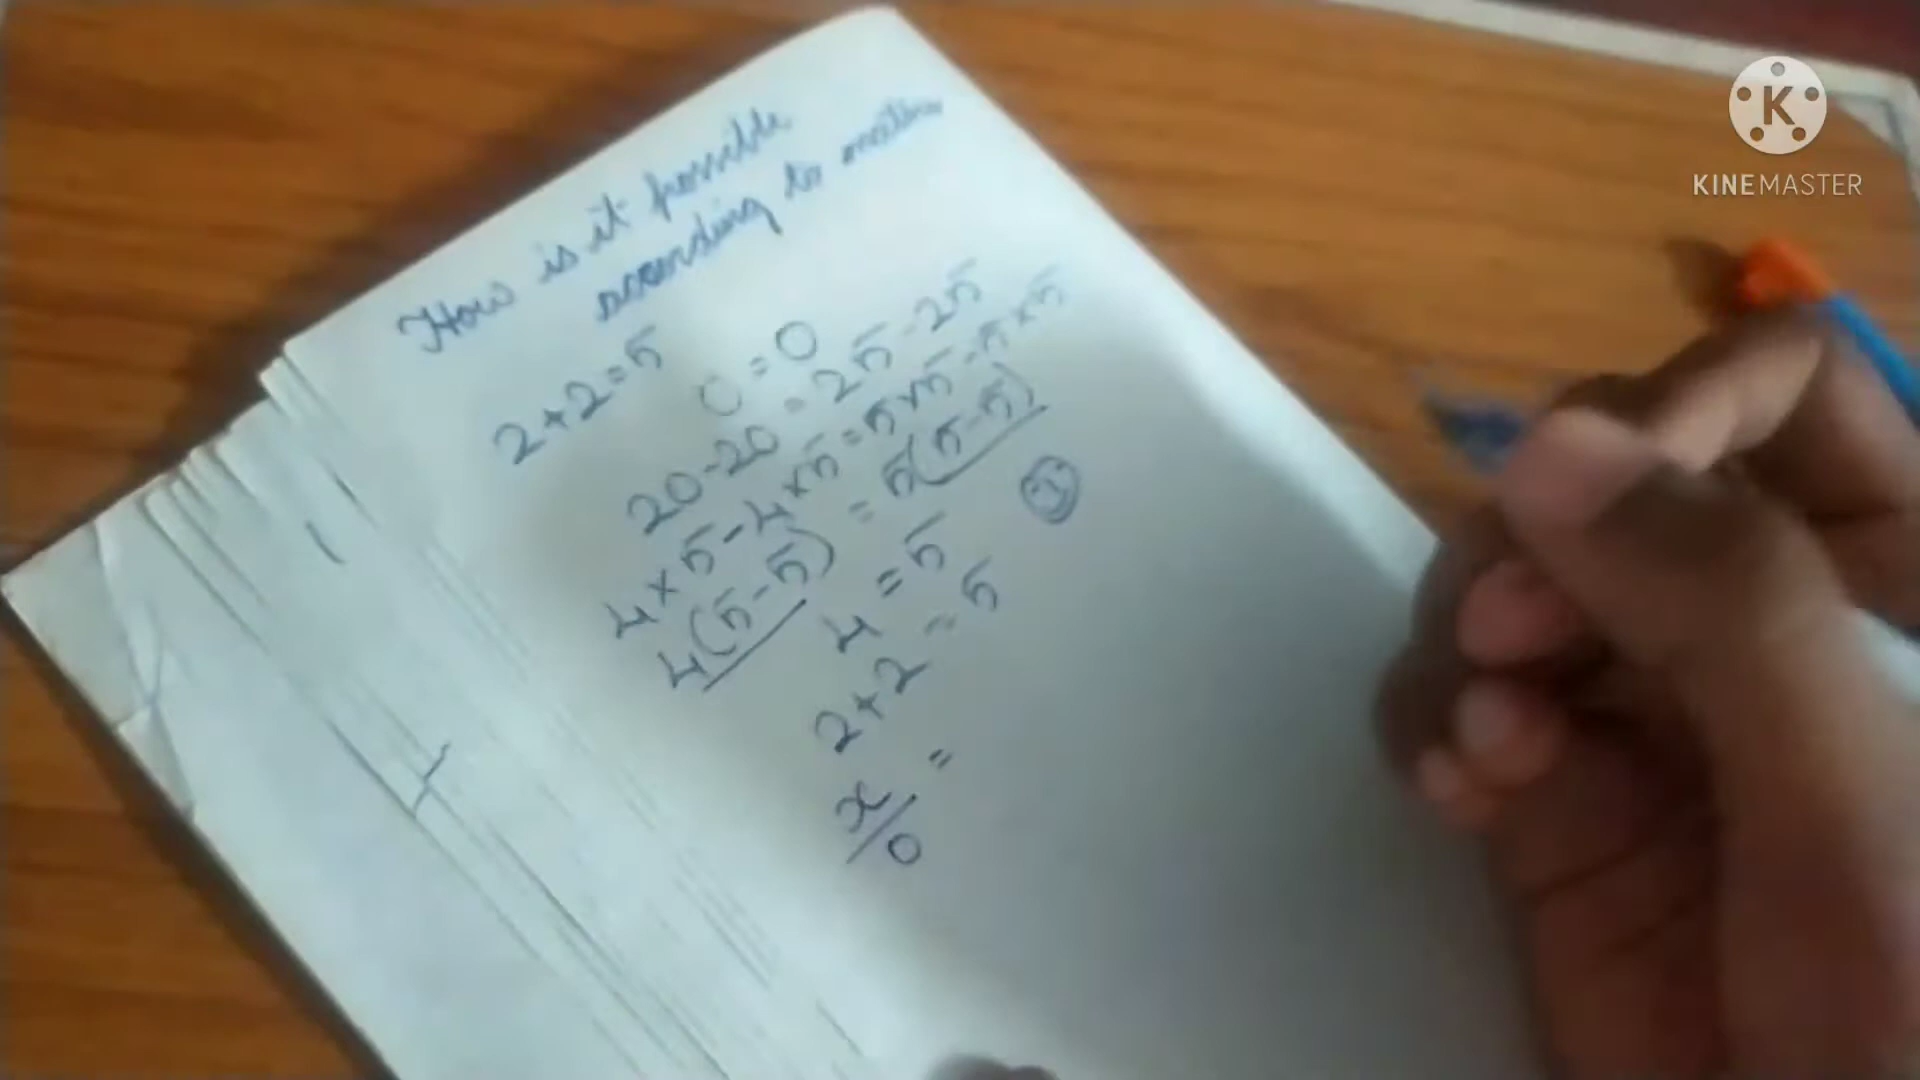 How is it possible
according to maths
2+2=5
0=0
20-20=25-25
4×5-4×5=5×5-5×5
4(5-5)=5(5-5)
4=5
2+2=5
x/0 =
K
KINEMASTER